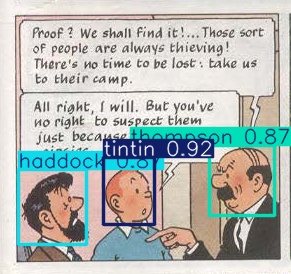 Proof? We shall find it!... Those sort
of people are always thieving!
There's no time to be lost: take us
to their camp.
All right, I will. But you've
no right to suspect them
just because
thompson 0.87
tintin 0.92
haddock 0.87